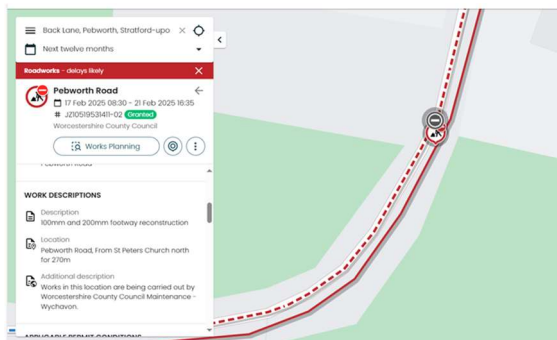 Back Lane, Pebworth, Stratford-upo
Next twelve months
Roadworks - delays likely
Pebworth Road
17 Feb 2025 08:30 - 21 Feb 2025 16:35
# JZ10519531411-02 Granted
Worcestershire County Council
Works Planning
Pebworth Road
WORK DESCRIPTIONS
Description
100mm and 200mm footway reconstruction
Location
Pebworth Road, From St Peters Church north
for 270m
Additional description
Works in this location are being carried out by
Worcestershire County Council Maintenance -
Wychavon.
APPLICABLE PERMIT CONDITIONS